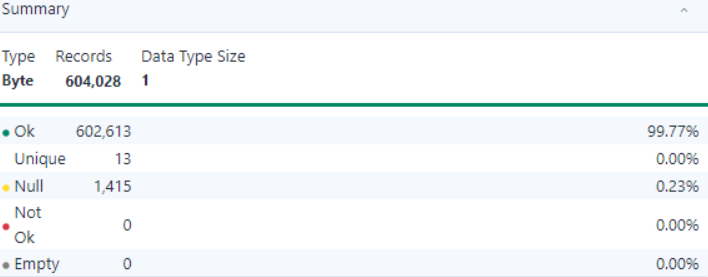 Summary
Type Records Data Type Size
Byte 604,028 1
Ok 602,613 99.77%
Unique 13 0.00%
Null 1,415 0.23%
Not
Ok 0 0.00%
Empty 0 0.00%